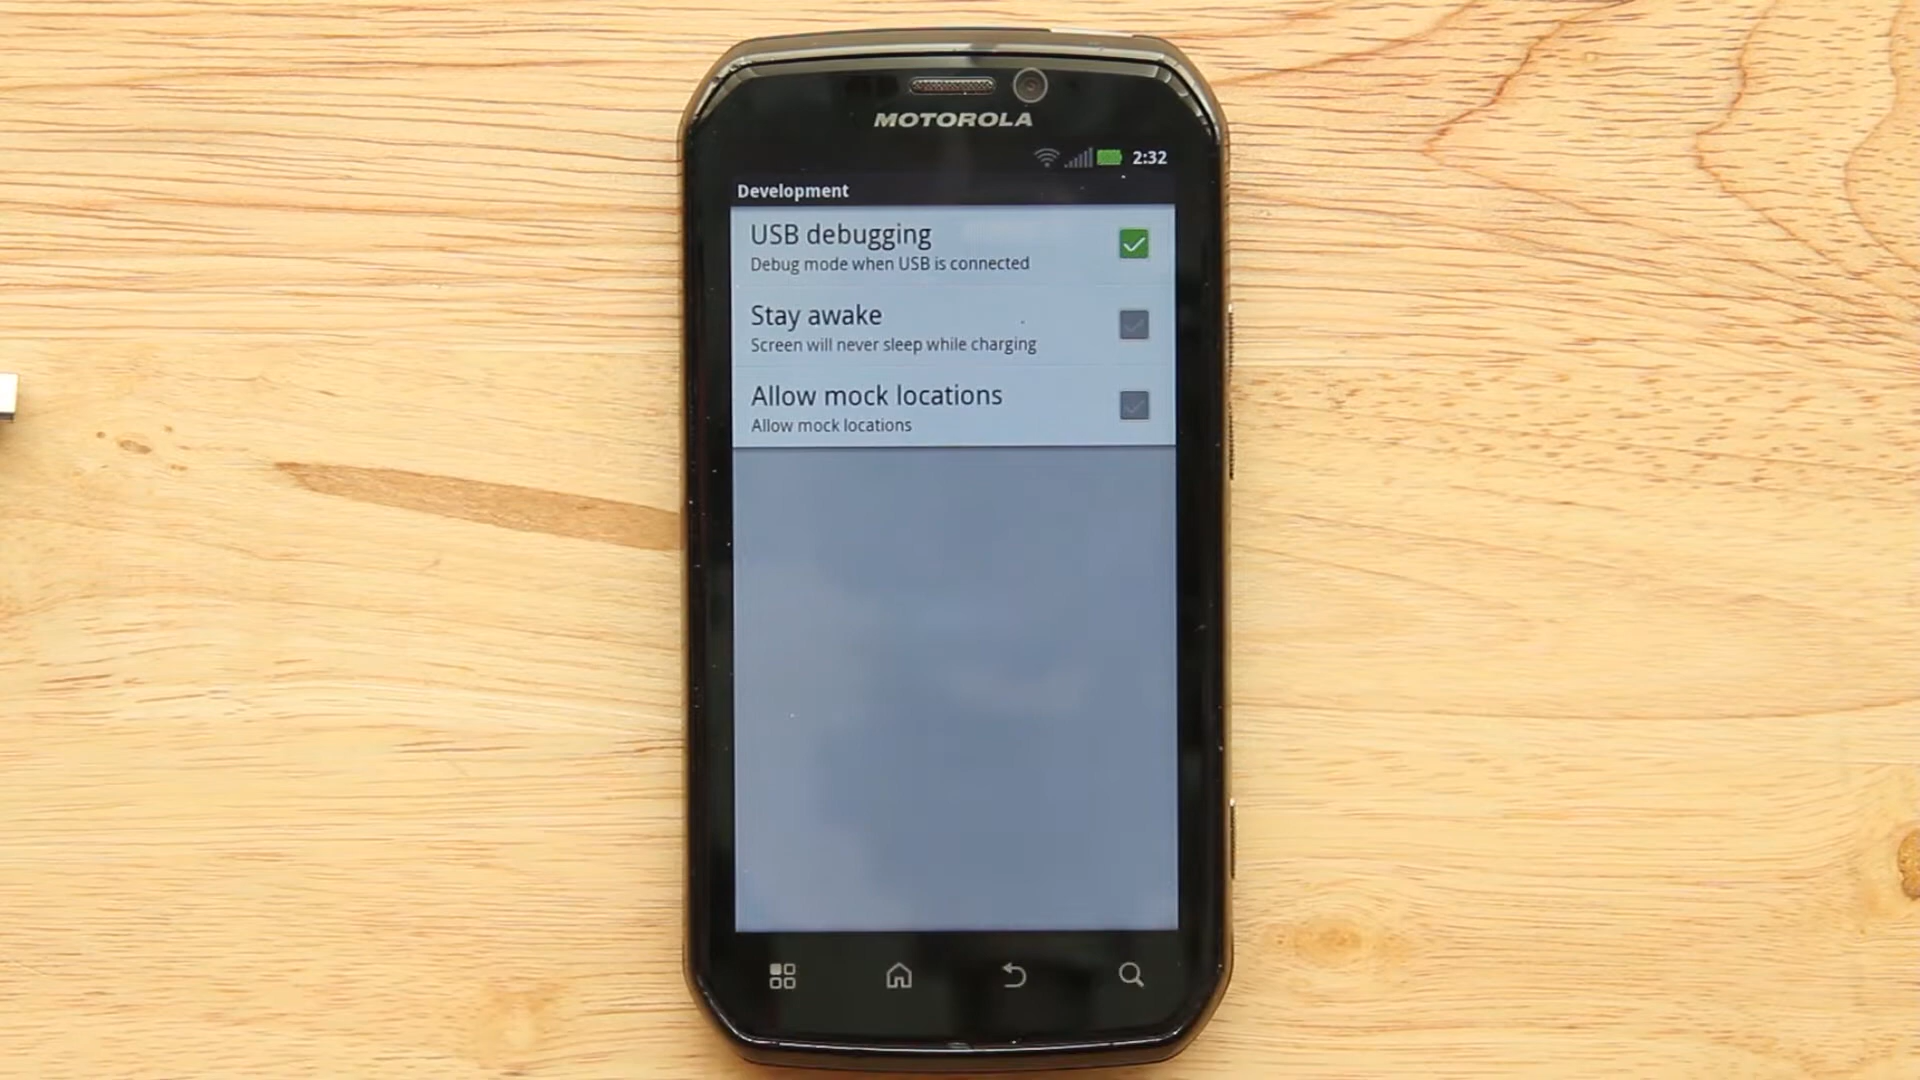 MOTOROLA
2:32
Development
USB debugging
Debug mode when USB is connected
Stay awake
Screen will never sleep while charging
Allow mock locations
Allow mock locations